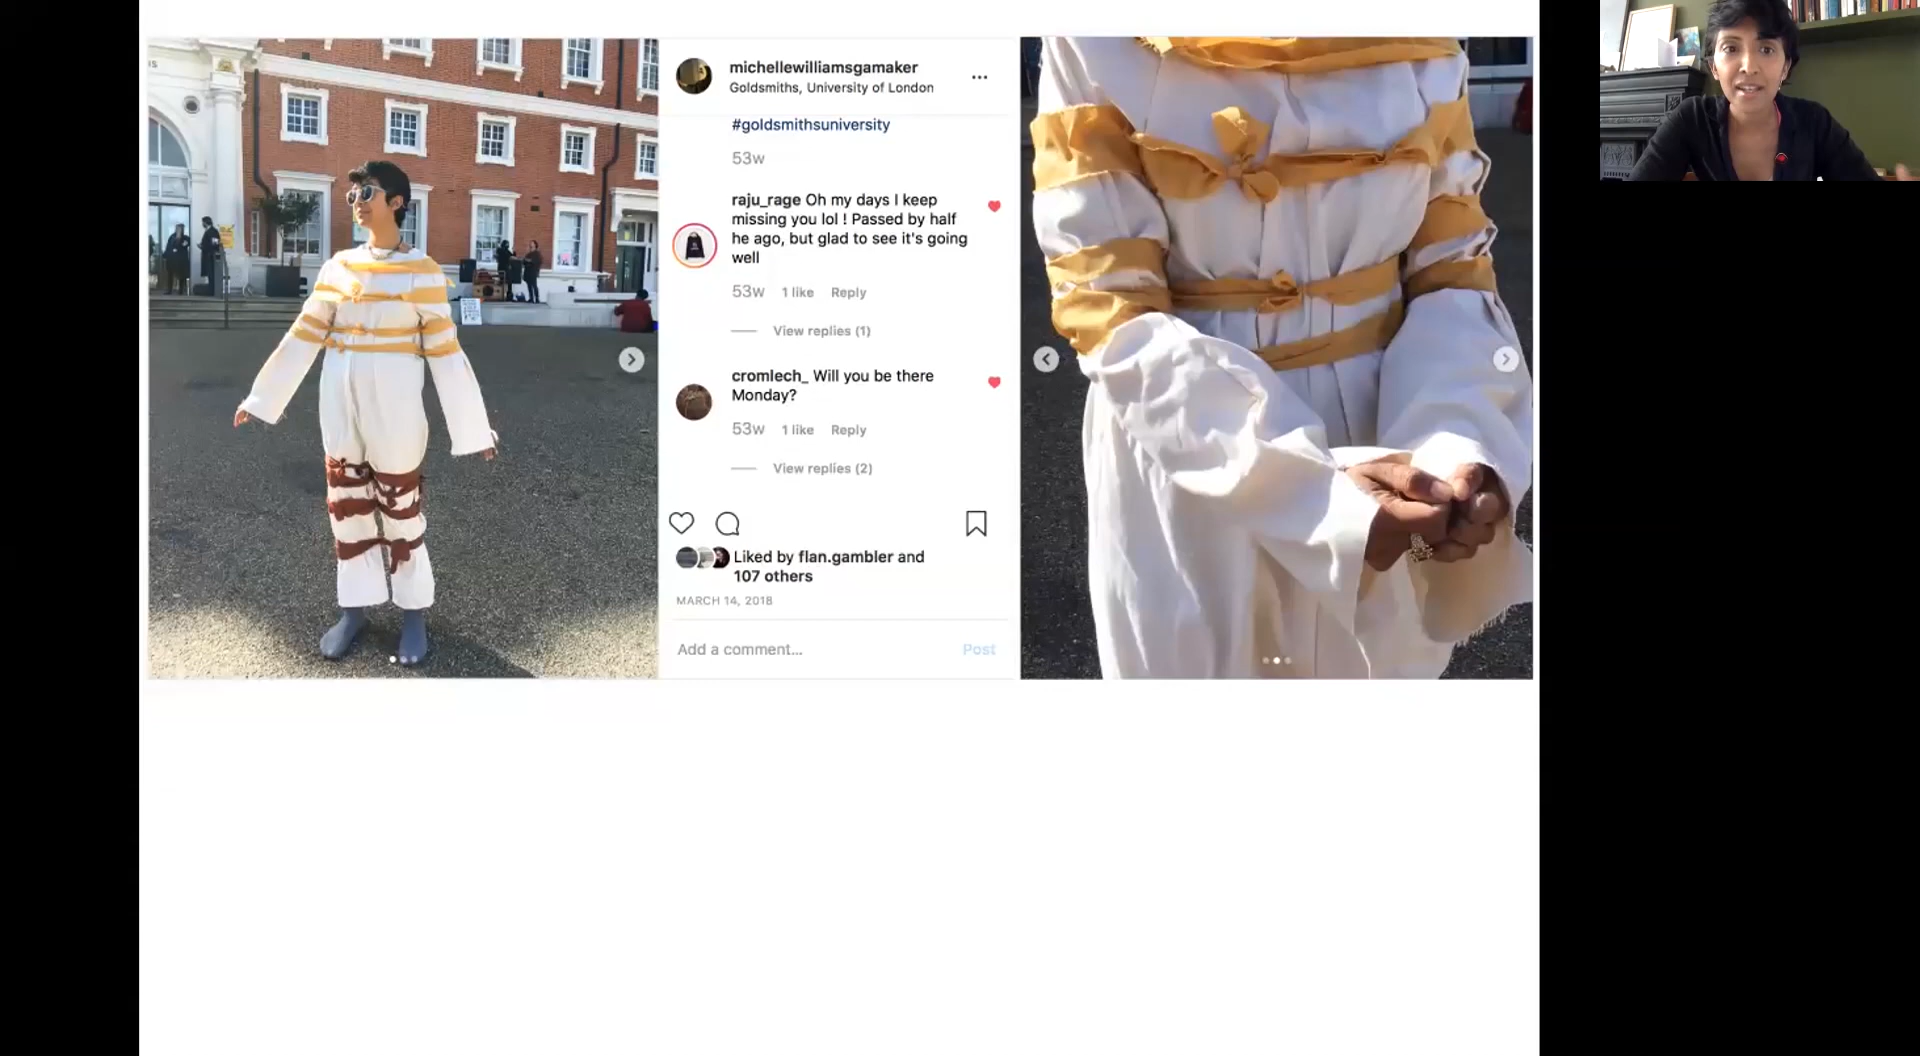 michellewilliamsgamaker
Goldsmiths, University of London
#goldsmithsuniversity
53w
raju_rage Oh my days I keep
missing you lol ! Passed by half
he ago, but glad to see it's going
well
53w 1 like Reply
View replies (1)
cromlech_ Will you be there
Monday?
53w 1 like Reply
View replies (2)
Liked by flan.gambler and
107 others
MARCH 14, 2018
Add a comment... Post